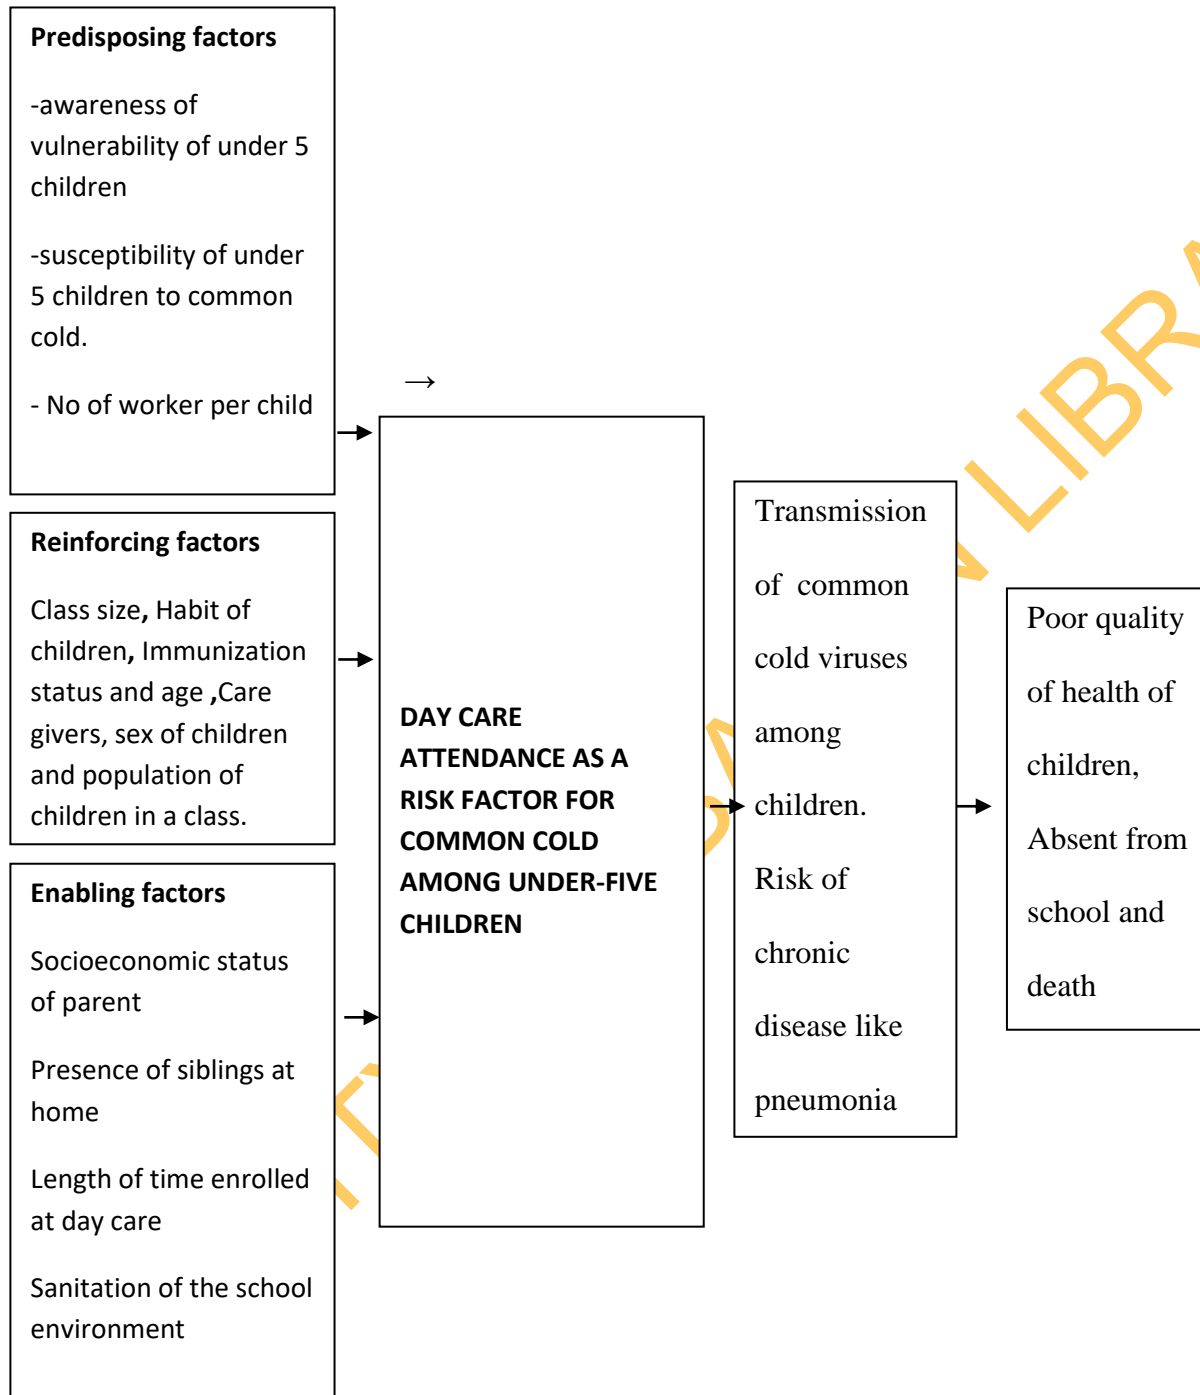 Predisposing factors
-awareness of
vulnerability of under 5
children
-susceptibility of under
5 children to common
cold.
- No of worker per child
Reinforcing factors
Class size, Habit of
children, Immunization
status and age ,Care
givers, sex of children
and population of
children in a class.
Enabling factors
Socioeconomic status
of parent
Presence of siblings at
home
Length of time enrolled
at day care
Sanitation of the school
environment
→
DAY CARE
ATTENDANCE AS A
RISK FACTOR FOR
COMMON COLD
AMONG UNDER-FIVE
CHILDREN
Transmission
of common
cold viruses
among
children.
Risk of
chronic
disease like
pneumonia
Poor quality
of health of
children,
Absent from
school and
death